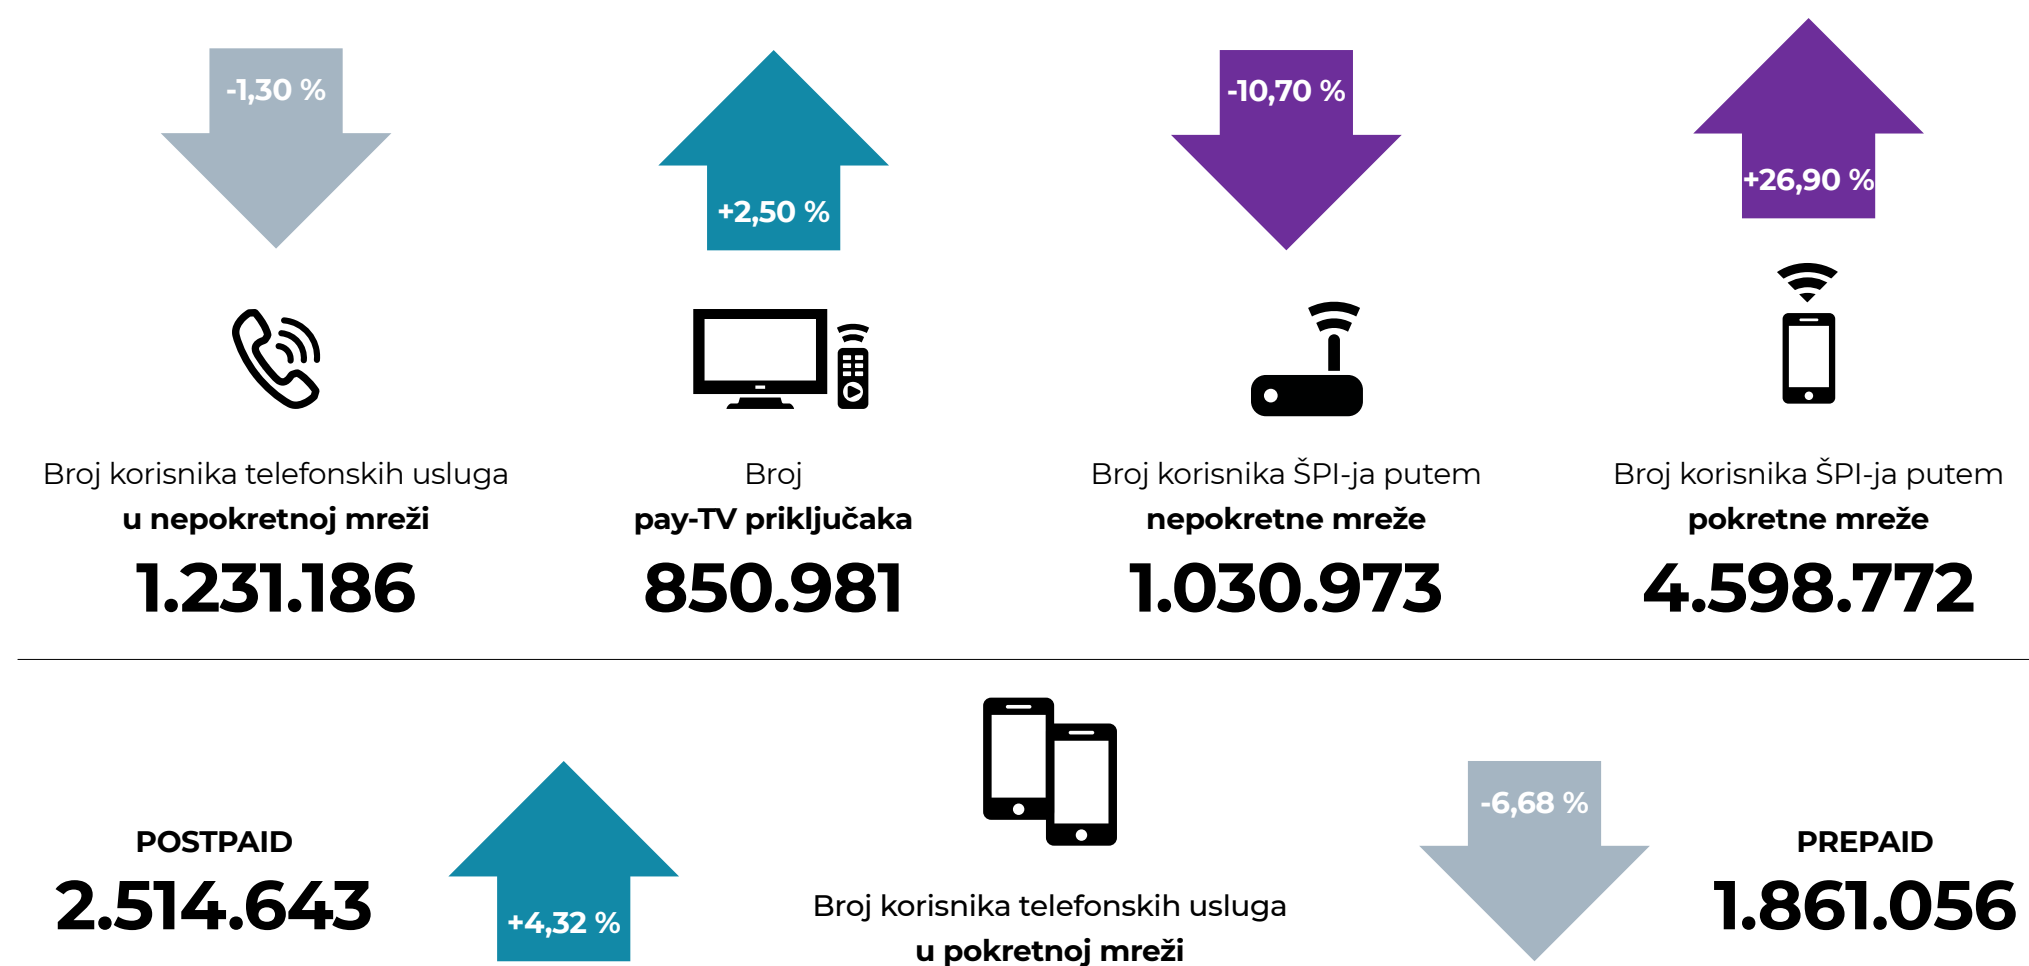 -1,30 %
+2,50 %
-10,70 %
+26,90 %
Broj korisnika telefonskih usluga
u nepokretnoj mreži
1.231.186
Broj
pay-TV priključaka
850.981
Broj korisnika ŠPI-ja putem
nepokretne mreže
1.030.973
Broj korisnika ŠPI-ja putem
pokretne mreže
4.598.772
POSTPAID
2.514.643
+4,32 %
Broj korisnika telefonskih usluga
u pokretnoj mreži
-6,68 %
PREPAID
1.861.056